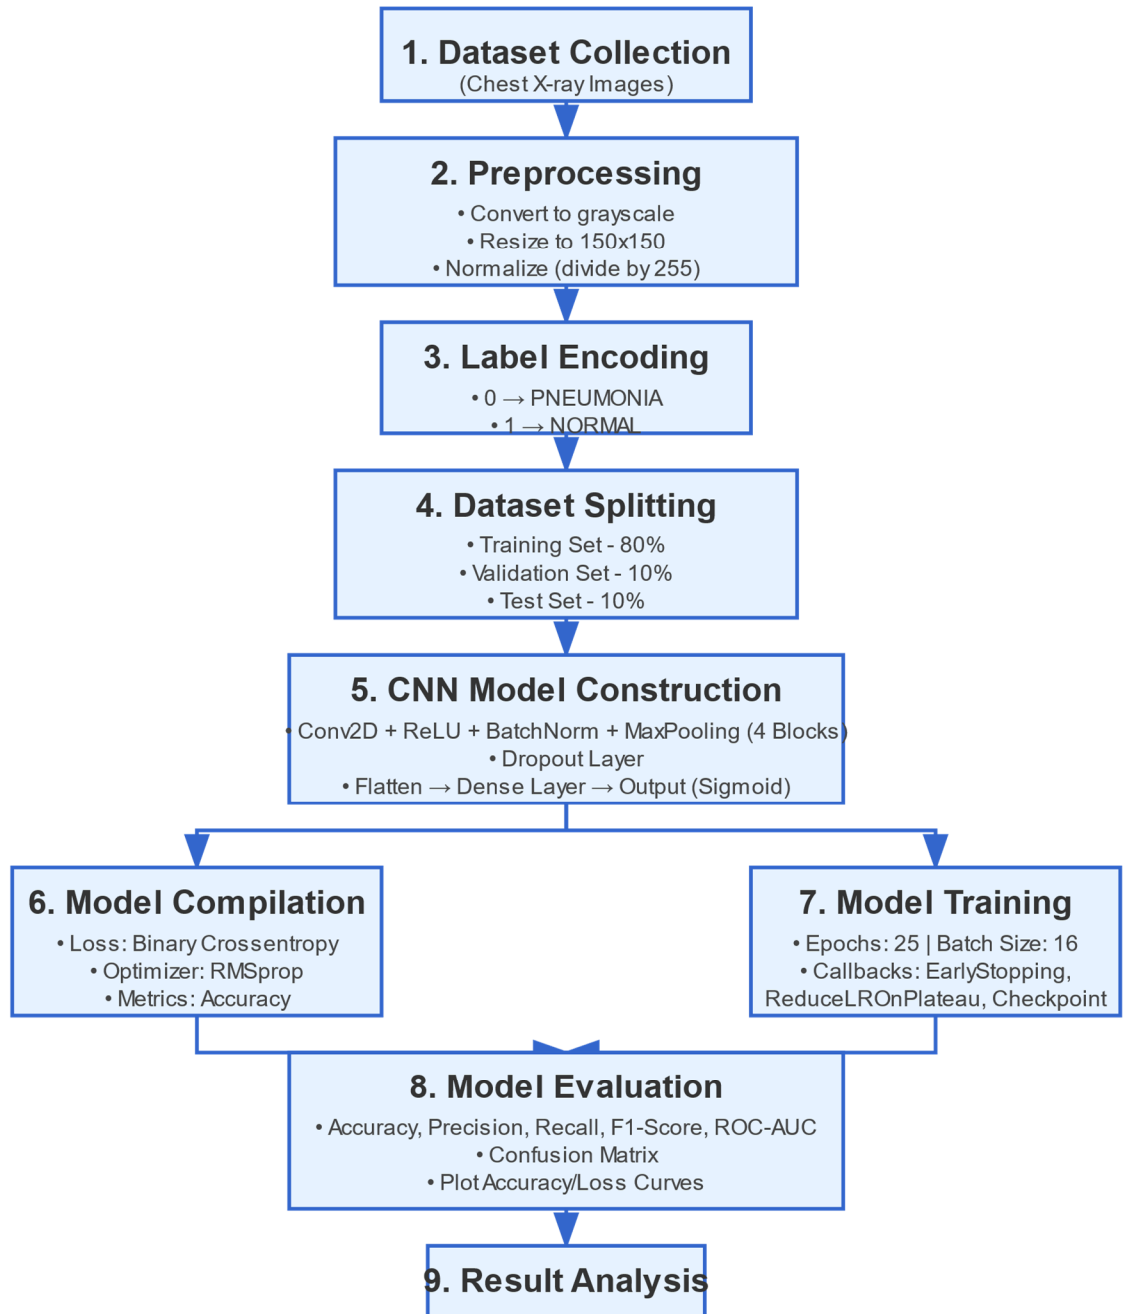 1. Dataset Collection
(Chest X-ray Images)
2. Preprocessing
• Convert to grayscale
• Resize to 150x150
• Normalize (divide by 255)
3. Label Encoding
• 0 → PNEUMONIA
• 1 → NORMAL
4. Dataset Splitting
• Training Set - 80%
• Validation Set - 10%
• Test Set - 10%
5. CNN Model Construction
• Conv2D + ReLU + BatchNorm + MaxPooling (4 Blocks)
• Dropout Layer
• Flatten → Dense Layer → Output (Sigmoid)
6. Model Compilation
• Loss: Binary Crossentropy
• Optimizer: RMSprop
• Metrics: Accuracy
7. Model Training
• Epochs: 25 | Batch Size: 16
• Callbacks: EarlyStopping,
ReduceLROnPlateau, Checkpoint
8. Model Evaluation
• Accuracy, Precision, Recall, F1-Score, ROC-AUC
• Confusion Matrix
• Plot Accuracy/Loss Curves
9. Result Analysis